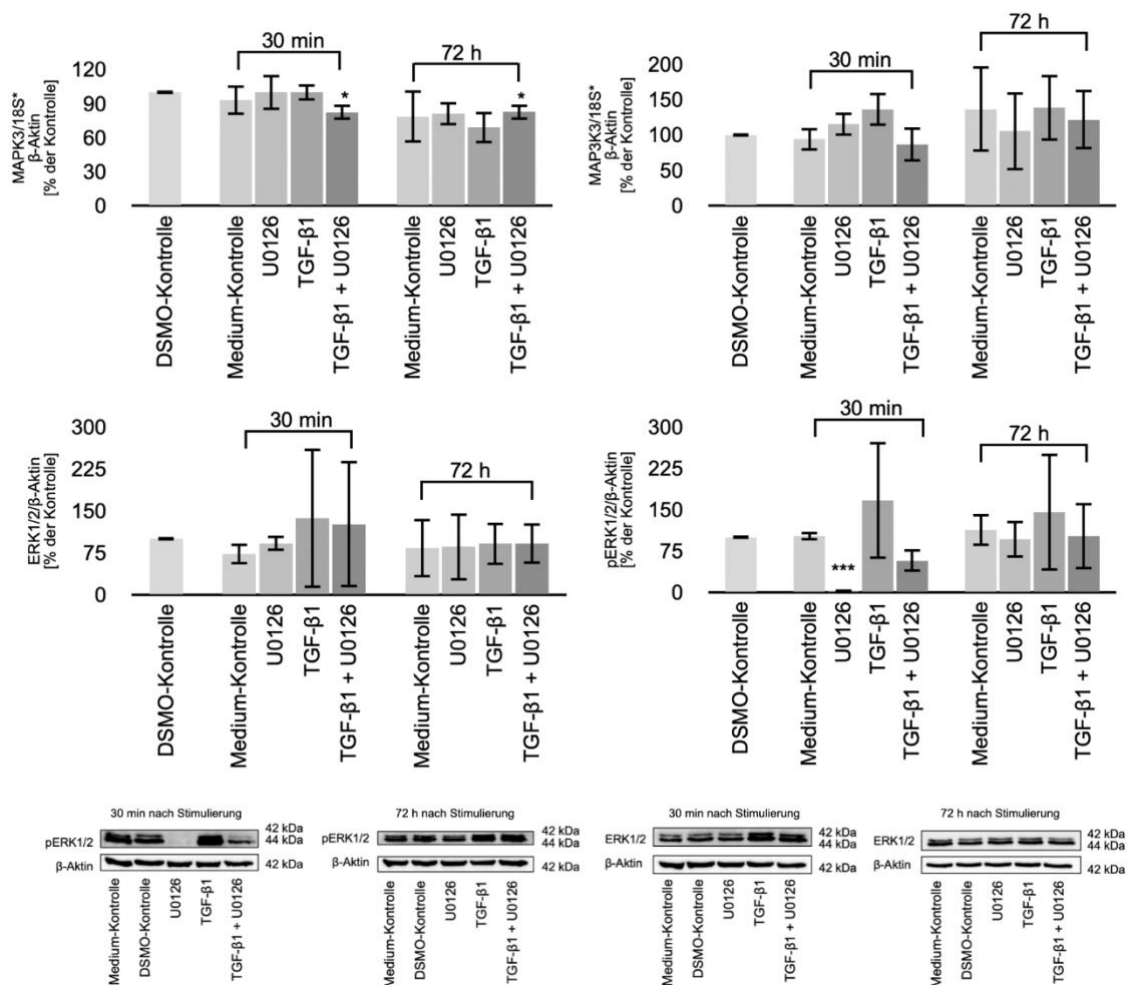 30 min
72 h
MAPK3/18S*
β-Aktin
[% der Kontrolle]
120
90
60
30
0
*
*
DSMO-Kontrolle
Medium-Kontrolle
U0126
TGF-β1
TGF-β1 + U0126
Medium-Kontrolle
U0126
TGF-β1
TGF-β1 + U0126
30 min
72 h
MAP3K3/18S*
β-Aktin
[% der Kontrolle]
200
150
100
50
0
DSMO-Kontrolle
Medium-Kontrolle
U0126
TGF-β1
TGF-β1 + U0126
Medium-Kontrolle
U0126
TGF-β1
TGF-β1 + U0126
30 min
72 h
ERK1/2/β-Aktin
[% der Kontrolle]
300
225
150
75
0
DSMO-Kontrolle
Medium-Kontrolle
U0126
TGF-β1
TGF-β1 + U0126
Medium-Kontrolle
U0126
TGF-β1
TGF-β1 + U0126
30 min
72 h
pERK1/2/β-Aktin
[% der Kontrolle]
300
225
150
75
0
***
DSMO-Kontrolle
Medium-Kontrolle
U0126
TGF-β1
TGF-β1 + U0126
Medium-Kontrolle
U0126
TGF-β1
TGF-β1 + U0126
30 min nach Stimulierung
pERK1/2
42 kDa
44 kDa
β-Aktin
42 kDa
Medium-Kontrolle
DSMO-Kontrolle
U0126
TGF-β1
TGF-β1 + U0126
72 h nach Stimulierung
pERK1/2
42 kDa
44 kDa
β-Aktin
42 kDa
Medium-Kontrolle
DSMO-Kontrolle
U0126
TGF-β1
TGF-β1 + U0126
30 min nach Stimulierung
ERK1/2
42 kDa
44 kDa
β-Aktin
42 kDa
Medium-Kontrolle
DSMO-Kontrolle
U0126
TGF-β1
TGF-β1 + U0126
72 h nach Stimulierung
ERK1/2
42 kDa
44 kDa
β-Aktin
42 kDa
Medium-Kontrolle
DSMO-Kontrolle
U0126
TGF-β1
TGF-β1 + U0126